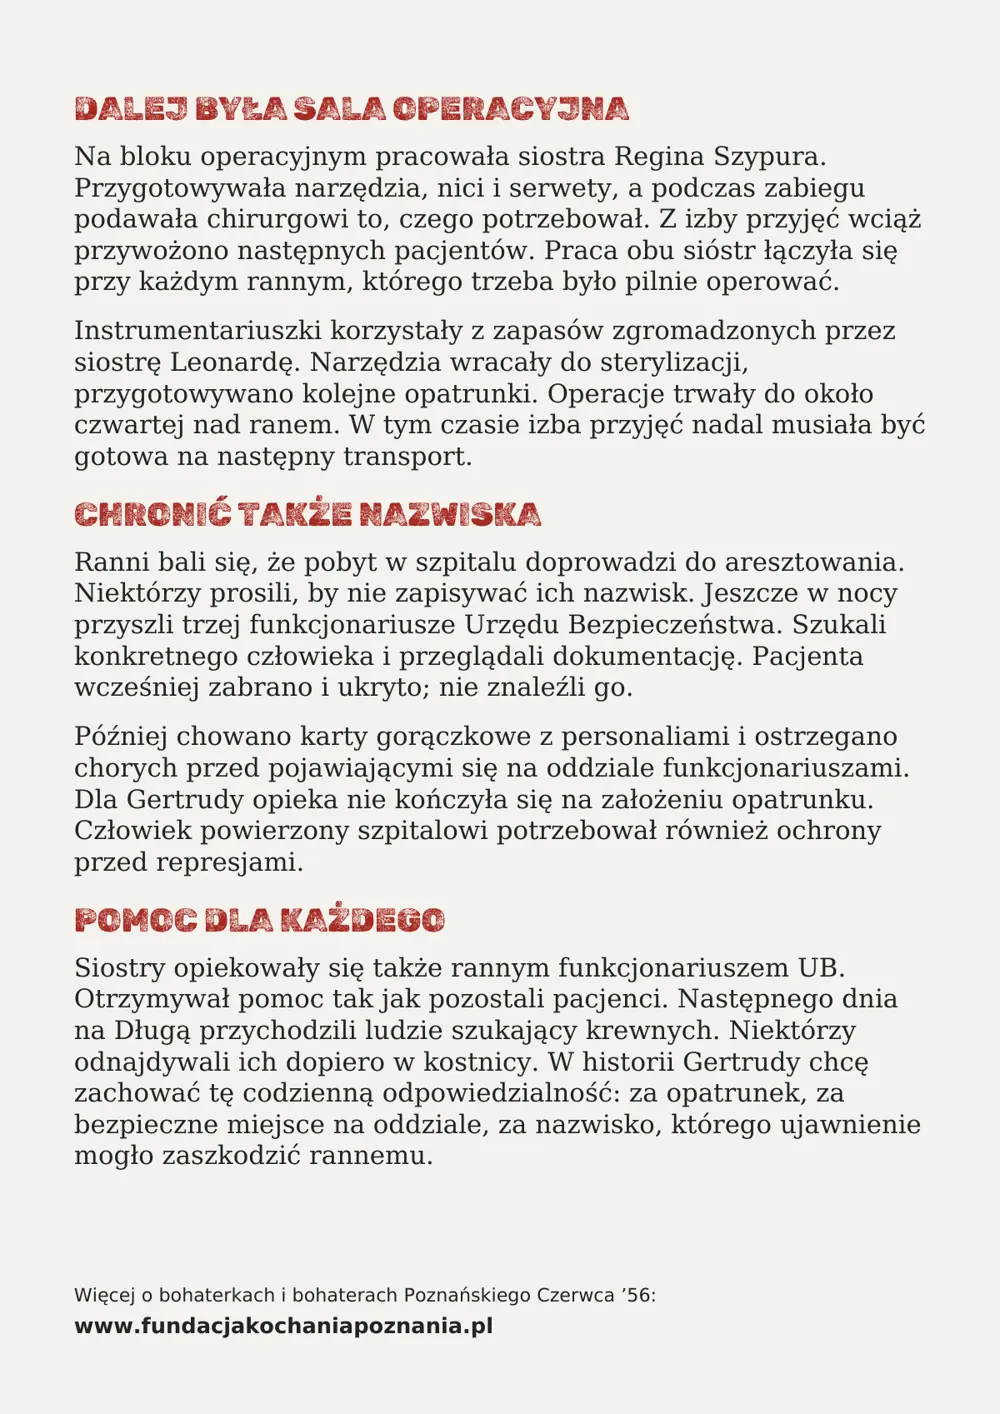 DALEJ BYŁA SALA OPERACYJNA
Na bloku operacyjnym pracowała siostra Regina Szypura.
Przygotowywała narzędzia, nici i serwety, a podczas zabiegu
podawała chirurgowi to, czego potrzebował. Z izby przyjęć wciąż
przywożono następnych pacjentów. Praca obu sióstr łączyła się
przy każdym rannym, którego trzeba było pilnie operować.
Instrumentariuszki korzystały z zapasów zgromadzonych przez
siostrę Leonardę. Narzędzia wracały do sterylizacji,
przygotowywano kolejne opatrunki. Operacje trwały do około
czwartej nad ranem. W tym czasie izba przyjęć nadal musiała być
gotowa na następny transport.
CHRONIĆ TAKŻE NAZWISKA
Ranni bali się, że pobyt w szpitalu doprowadzi do aresztowania.
Niektórzy prosili, by nie zapisywać ich nazwisk. Jeszcze w nocy
przyszli trzej funkcjonariusze Urzędu Bezpieczeństwa. Szukali
konkretnego człowieka i przeglądali dokumentację. Pacjenta
wcześniej zabrano i ukryto; nie znaleźli go.
Później chowano karty gorączkowe z personaliami i ostrzegano
chorych przed pojawiającymi się na oddziale funkcjonariuszami.
Dla Gertrudy opieka nie kończyła się na założeniu opatrunku.
Człowiek powierzony szpitalowi potrzebował również ochrony
przed represjami.
POMOC DLA KAŻDEGO
Siostry opiekowały się także rannym funkcjonariuszem UB.
Otrzymywał pomoc tak jak pozostali pacjenci. Następnego dnia
na Długą przychodzili ludzie szukający krewnych. Niektórzy
odnajdywali ich dopiero w kostnicy. W historii Gertrudy chcę
zachować tę codzienną odpowiedzialność: za opatrunek, za
bezpieczne miejsce na oddziale, za nazwisko, którego ujawnienie
mogło zaszkodzić rannemu.
Więcej o bohaterkach i bohaterach Poznańskiego Czerwca ’56:
www.fundacjakochaniapoznania.pl